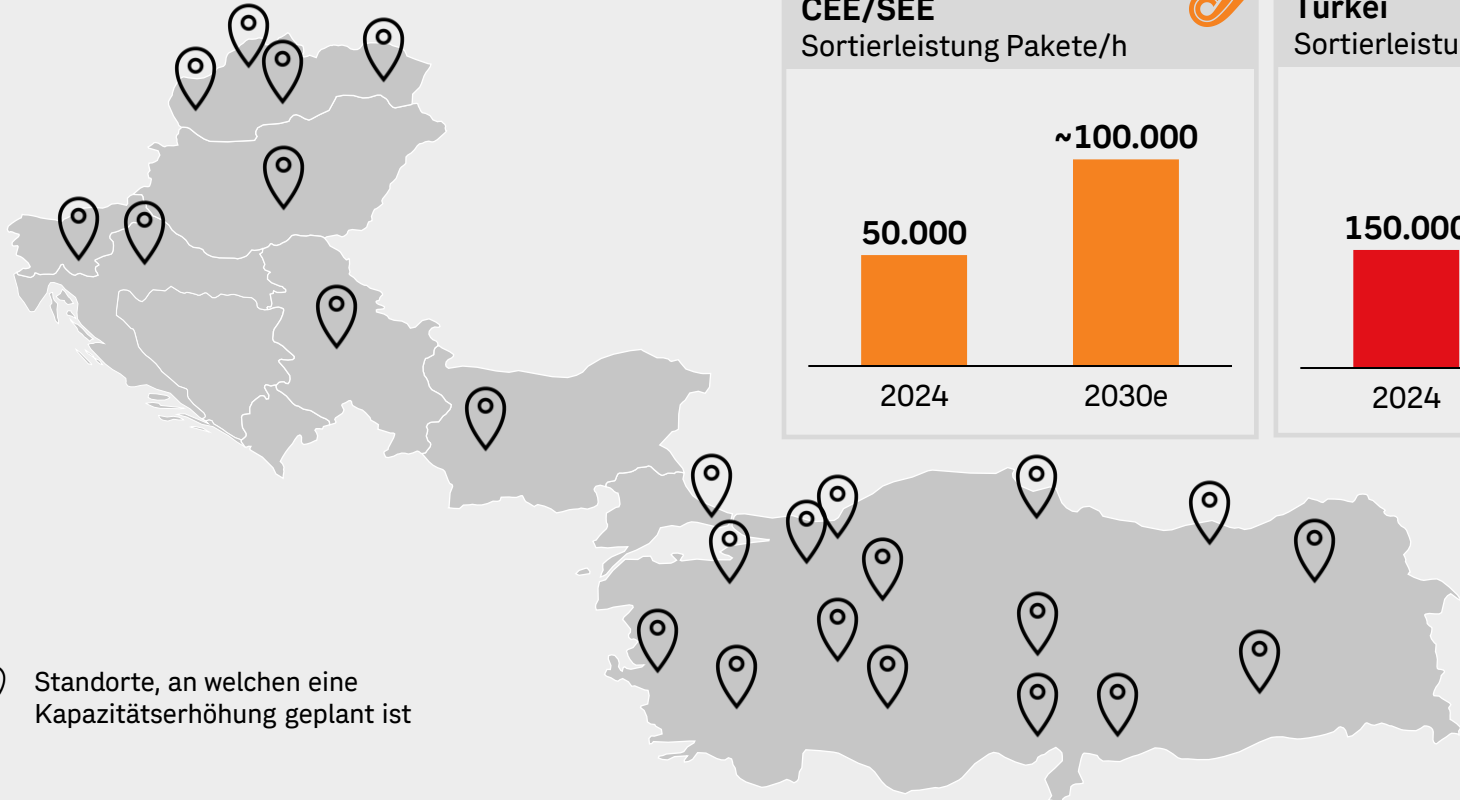 CEE/SEE
Sortierleistung Pakete/h
~100.000
50.000
2024
2030e
Türkei
150.000
2024
Standorte, an welchen eine
Kapazitätserhöhung geplant ist